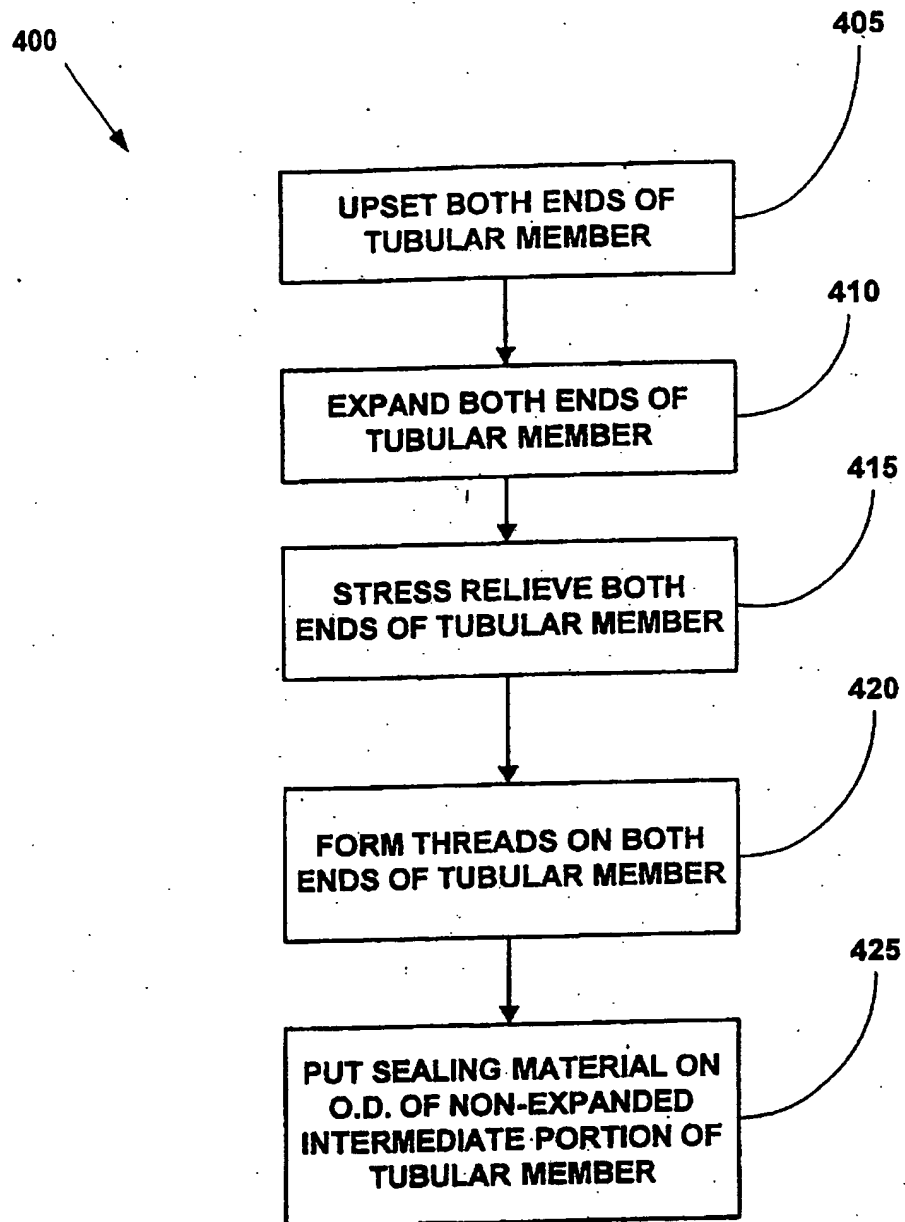 400
405
UPSET BOTH ENDS OF
TUBULAR MEMBER
410
EXPAND BOTH ENDS OF
TUBULAR MEMBER
415
STRESS RELIEVE BOTH
ENDS OF TUBULAR MEMBER
420
FORM THREADS ON BOTH
ENDS OF TUBULAR MEMBER
425
PUT SEALING MATERIAL ON
O.D. OF NON-EXPANDED
INTERMEDIATE PORTION OF
TUBULAR MEMBER